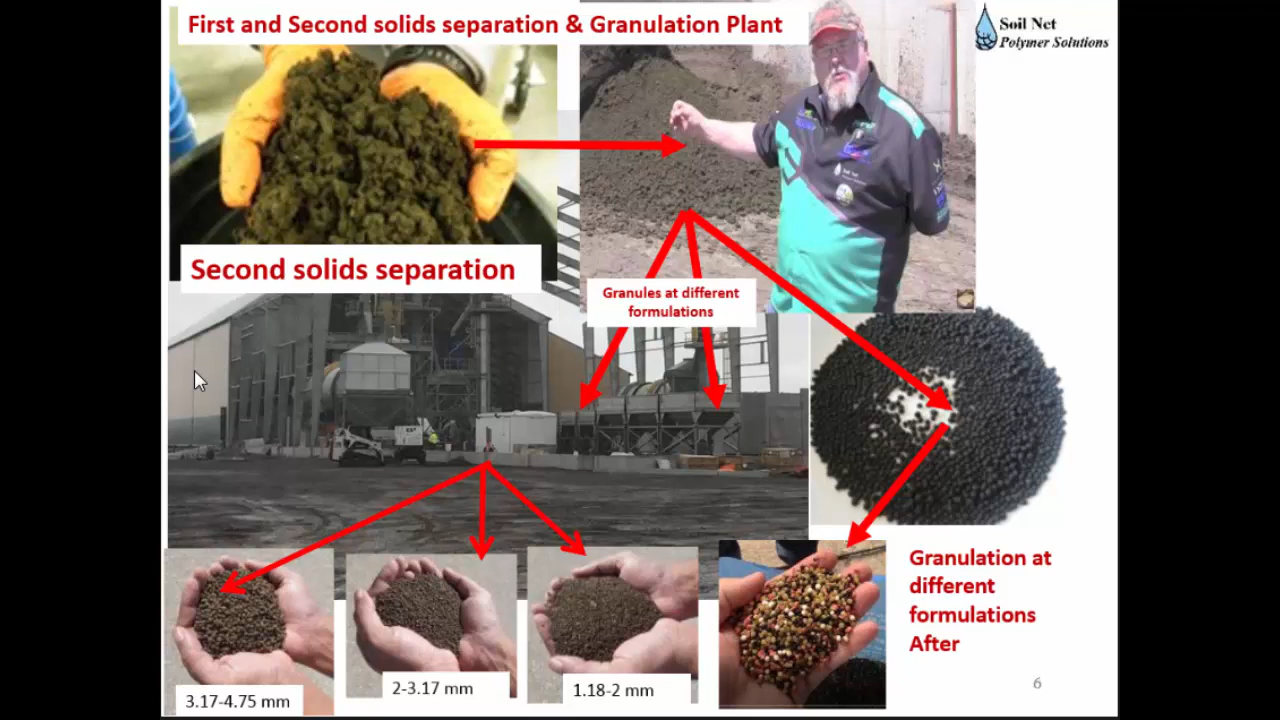 First and Second solids separation & Granulation Plant
Soil Net
Polymer Solutions
Second solids separation
Granules at different
formulations
Granulation at
different
formulations
After
3.17-4.75 mm
2-3.17 mm
1.18-2 mm
6